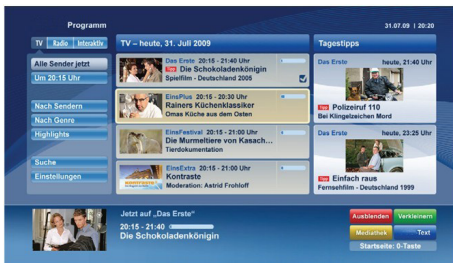 Programm
31.07.09 | 20:20
TV Radio Interaktiv
Alle Sender jetzt
Um 20:15 Uhr
Nach Sendern
Nach Genre
Highlights
Suche
Einstellungen
TV – heute, 31. Juli 2009
Das Erste 20:15 - 21:40 Uhr
Tipp Die Schokoladenkönigin
Spielfilm - Deutschland 2005
EinsPlus 20:15 - 20:30 Uhr
Rainers Küchenklassiker
Omas Küche aus dem Osten
EinsFestival 20:15 - 21:00 Uhr
Die Murmeltiere von Kasach...
Tierdokumentation
EinsExtra 20:15 - 21:00 Uhr
Kontraste
Moderation: Astrid Frohloff
Tagestipps
Das Erste heute, 21:40 Uhr
Tipp Polizeiruf 110
Bei Klingelzeichen Mord
Das Erste heute, 23:25 Uhr
Tipp Einfach raus
Fernsehfilm - Deutschland 1999
Jetzt auf „Das Erste"
20:15 - 21:40
Die Schokoladenkönigin
Ausblenden Verkleinern
Mediathek Text
Startseite: 0-Taste